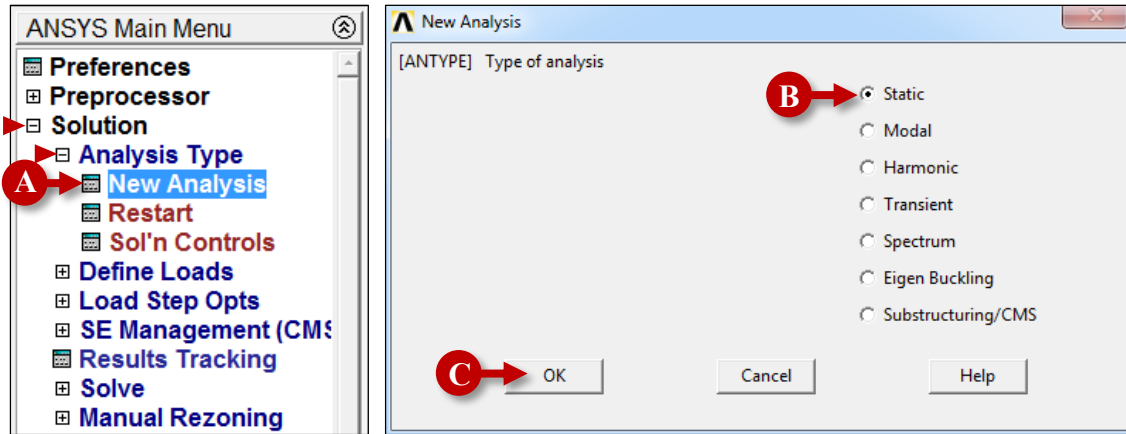 ANSYS Main Menu
Preferences
Preprocessor
Solution
Analysis Type
A
New Analysis
Restart
Sol'n Controls
Define Loads
Load Step Opts
SE Management (CMS
Results Tracking
Solve
Manual Rezoning
New Analysis
[ANTYPE] Type of analysis
B
Static
Modal
Harmonic
Transient
Spectrum
Eigen Buckling
Substructuring/CMS
C
OK Cancel Help